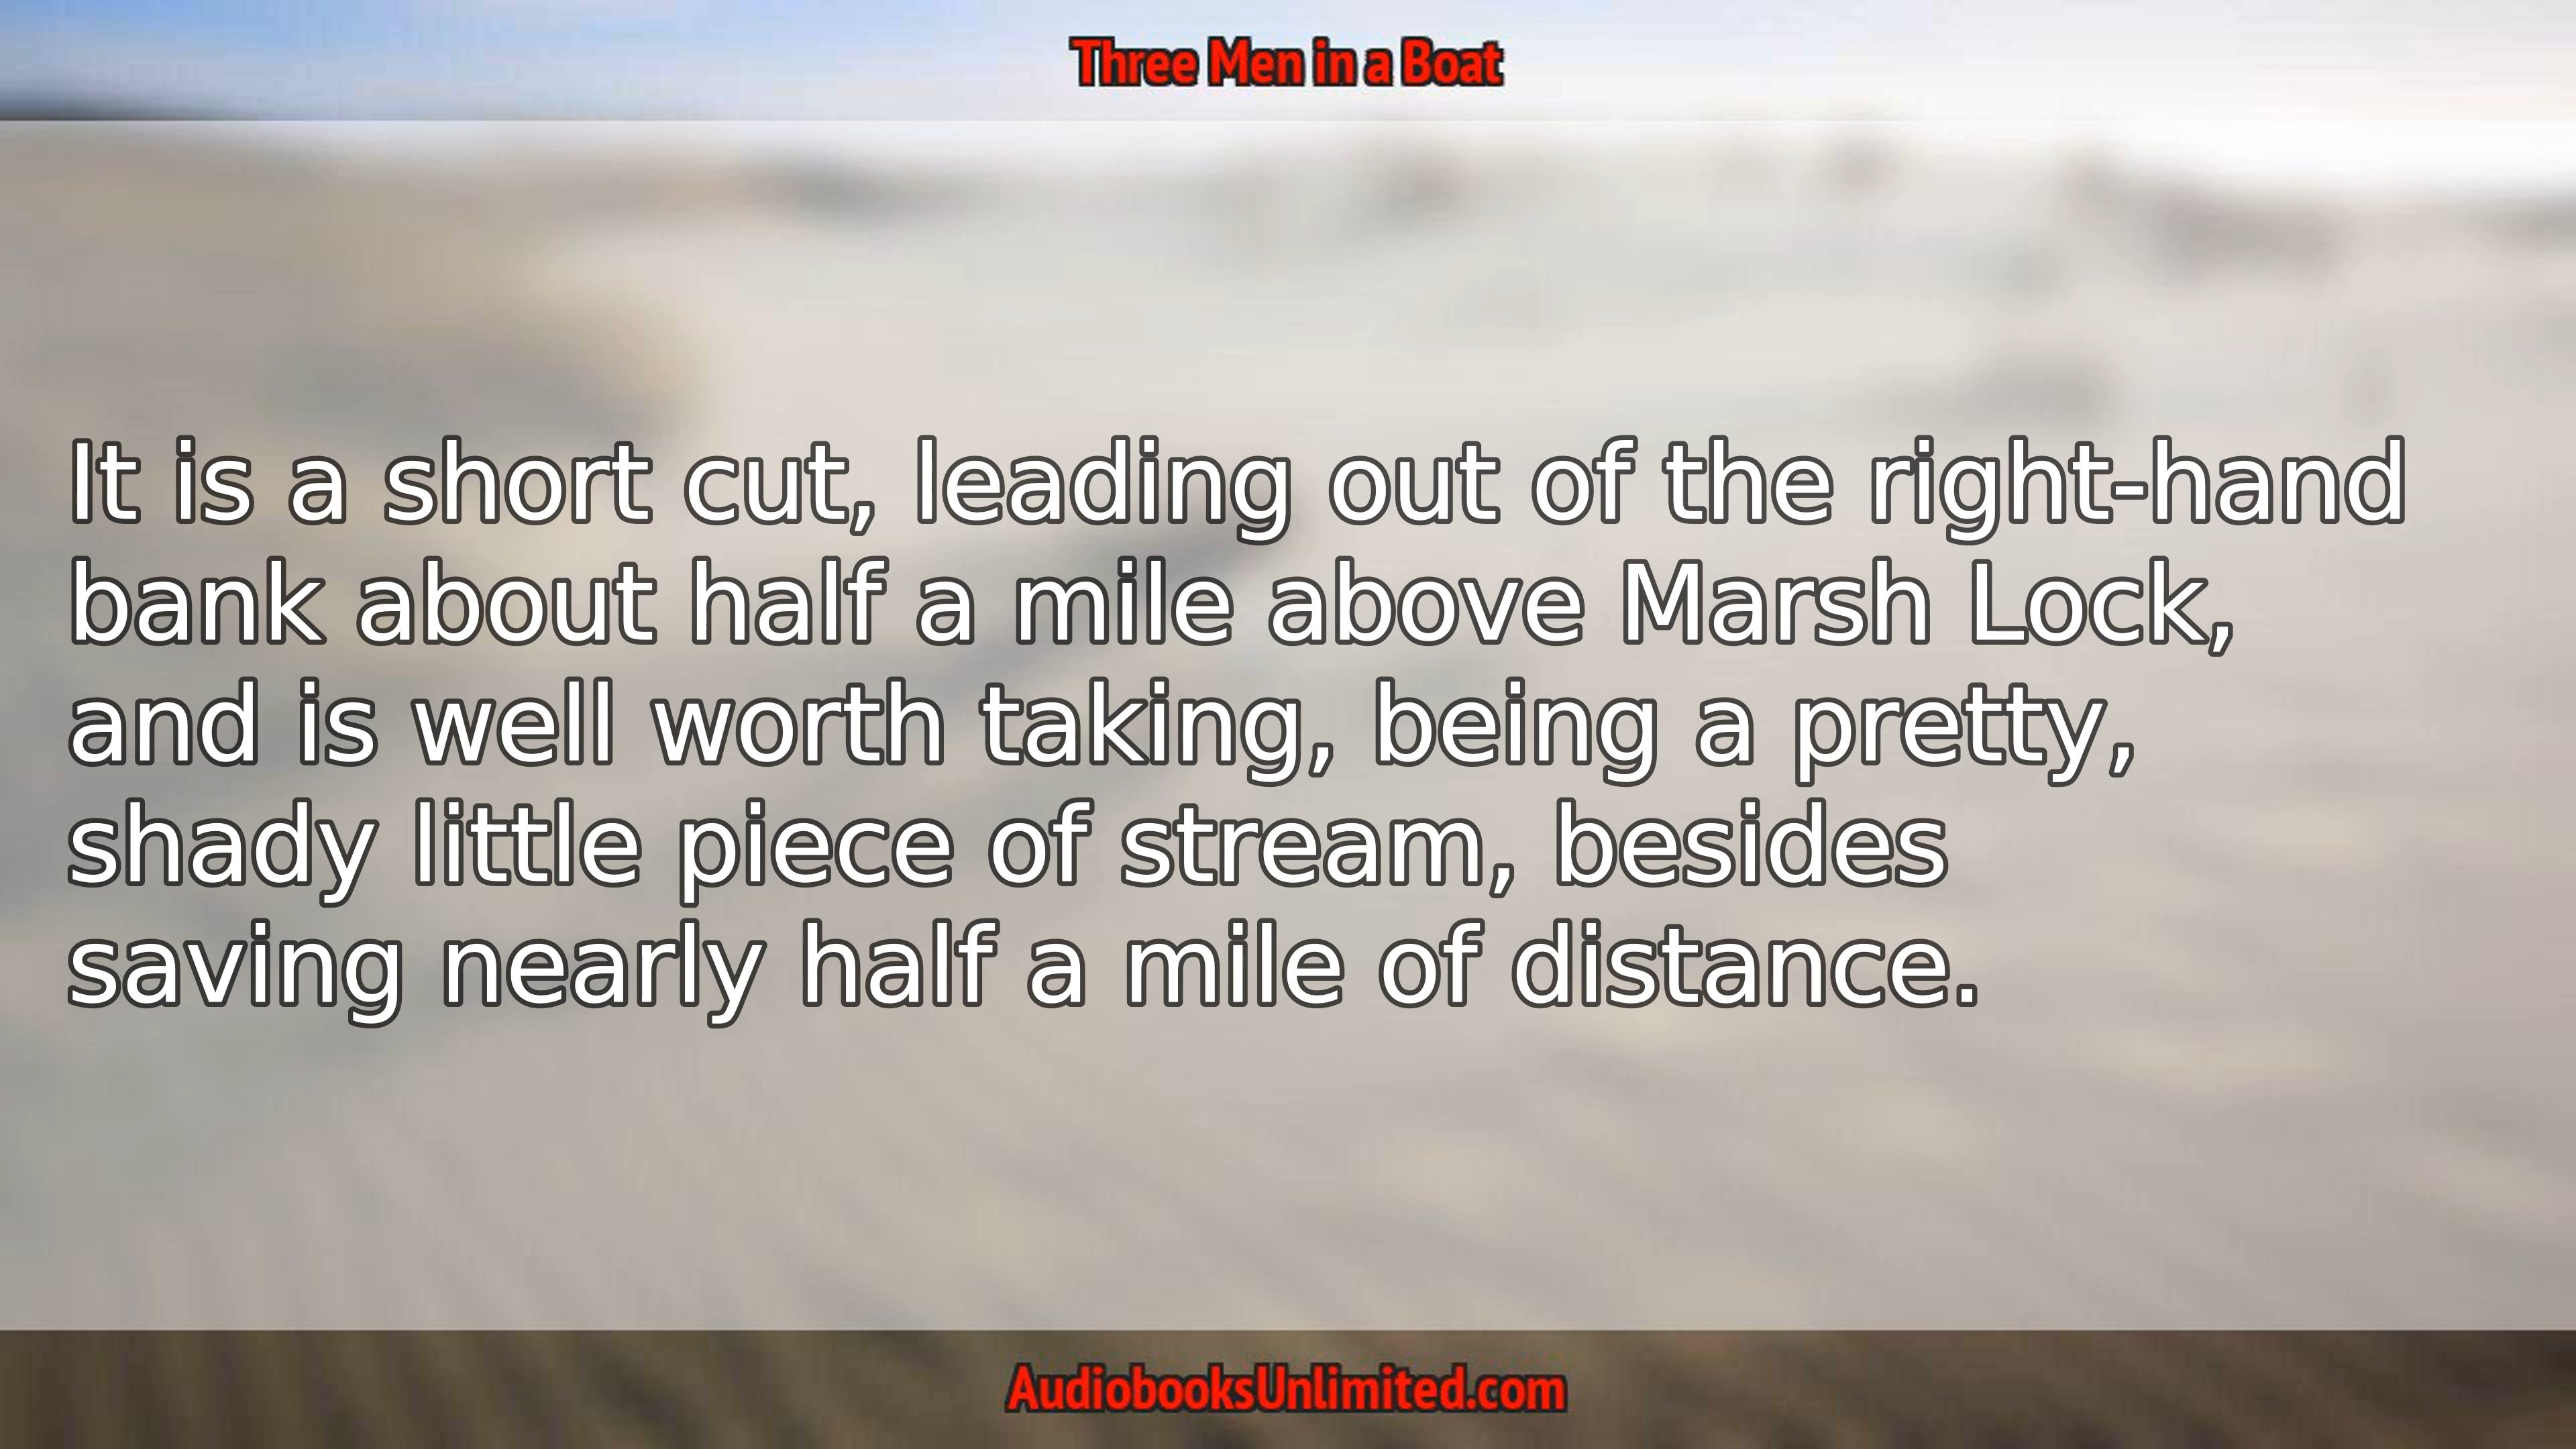 Three Men in a Boat
It is a short cut, leading out of the right-hand
bank about half a mile above Marsh Lock,
and is well worth taking, being a pretty,
shady little piece of stream, besides
saving nearly half a mile of distance.
AudiobooksUnlimited.com